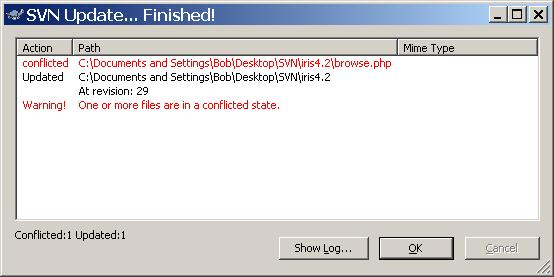 SVN Update... Finished!
Action Path Mime Type
conflicted C:\Documents and Settings\Bob\Desktop\SVN\iris4.2\browse.php
Updated C:\Documents and Settings\Bob\Desktop\SVN\iris4.2
At revision: 29
Warning! One or more files are in a conflicted state.
Conflicted:1 Updated:1
Show Log... OK Cancel